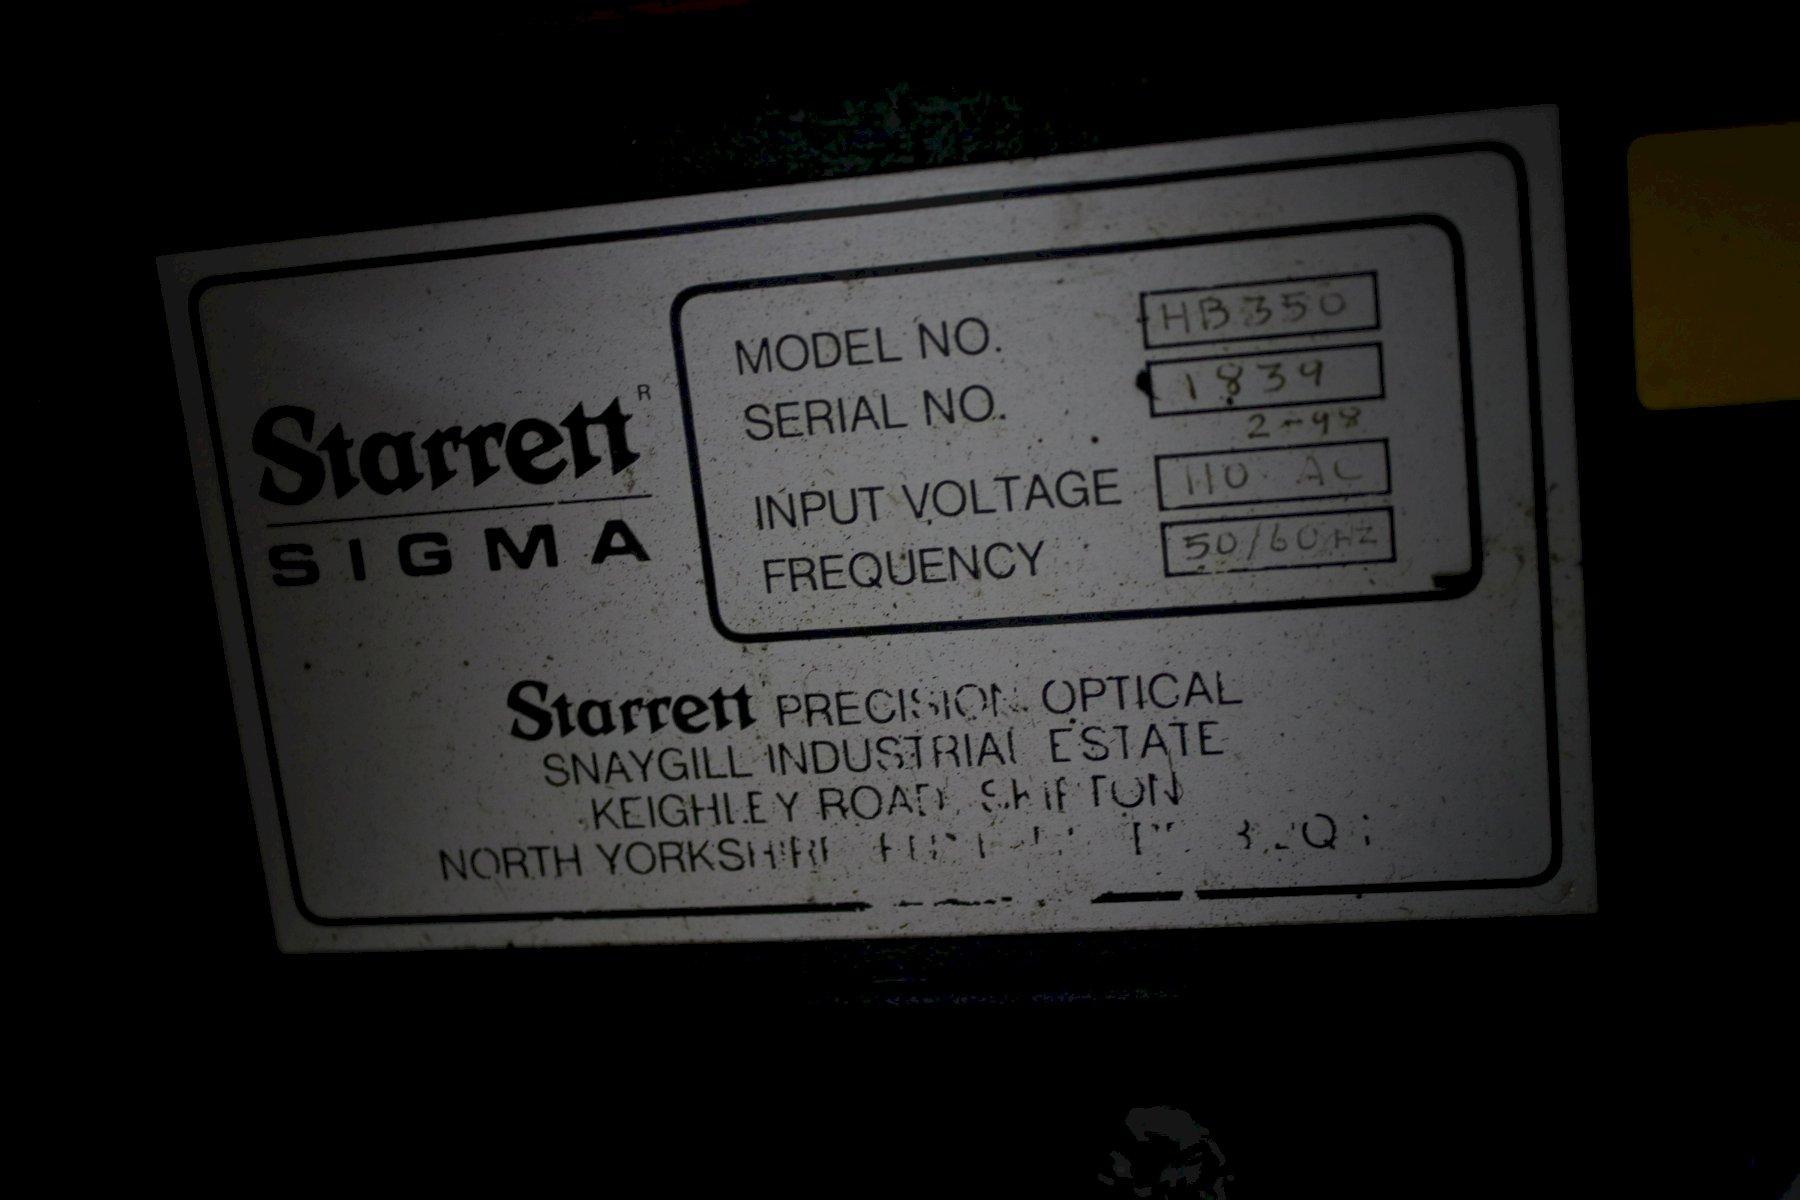 Starrett R
SIGMA
MODEL NO. HB350
SERIAL NO. 1839
2-98
INPUT VOLTAGE 110 AC
FREQUENCY 50/60HZ
Starrett PRECISION OPTICAL
SNAYGILL INDUSTRIAL ESTATE
KEIGHLEY ROAD, SKIPTON
NORTH YORKSHIRE